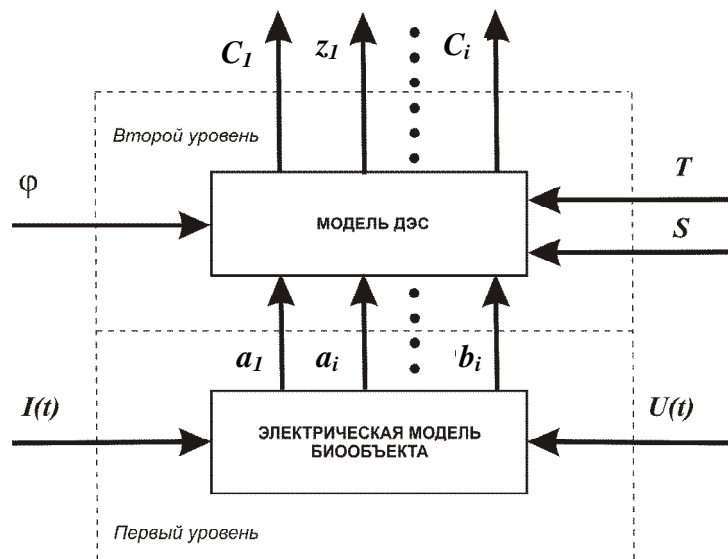 C1 z1 Ci
Второй уровень
φ
T
МОДЕЛЬ ДЭС
S
a1 ai bi
I(t)
U(t)
ЭЛЕКТРИЧЕСКАЯ МОДЕЛЬ
БИООБЪЕКТА
Первый уровень